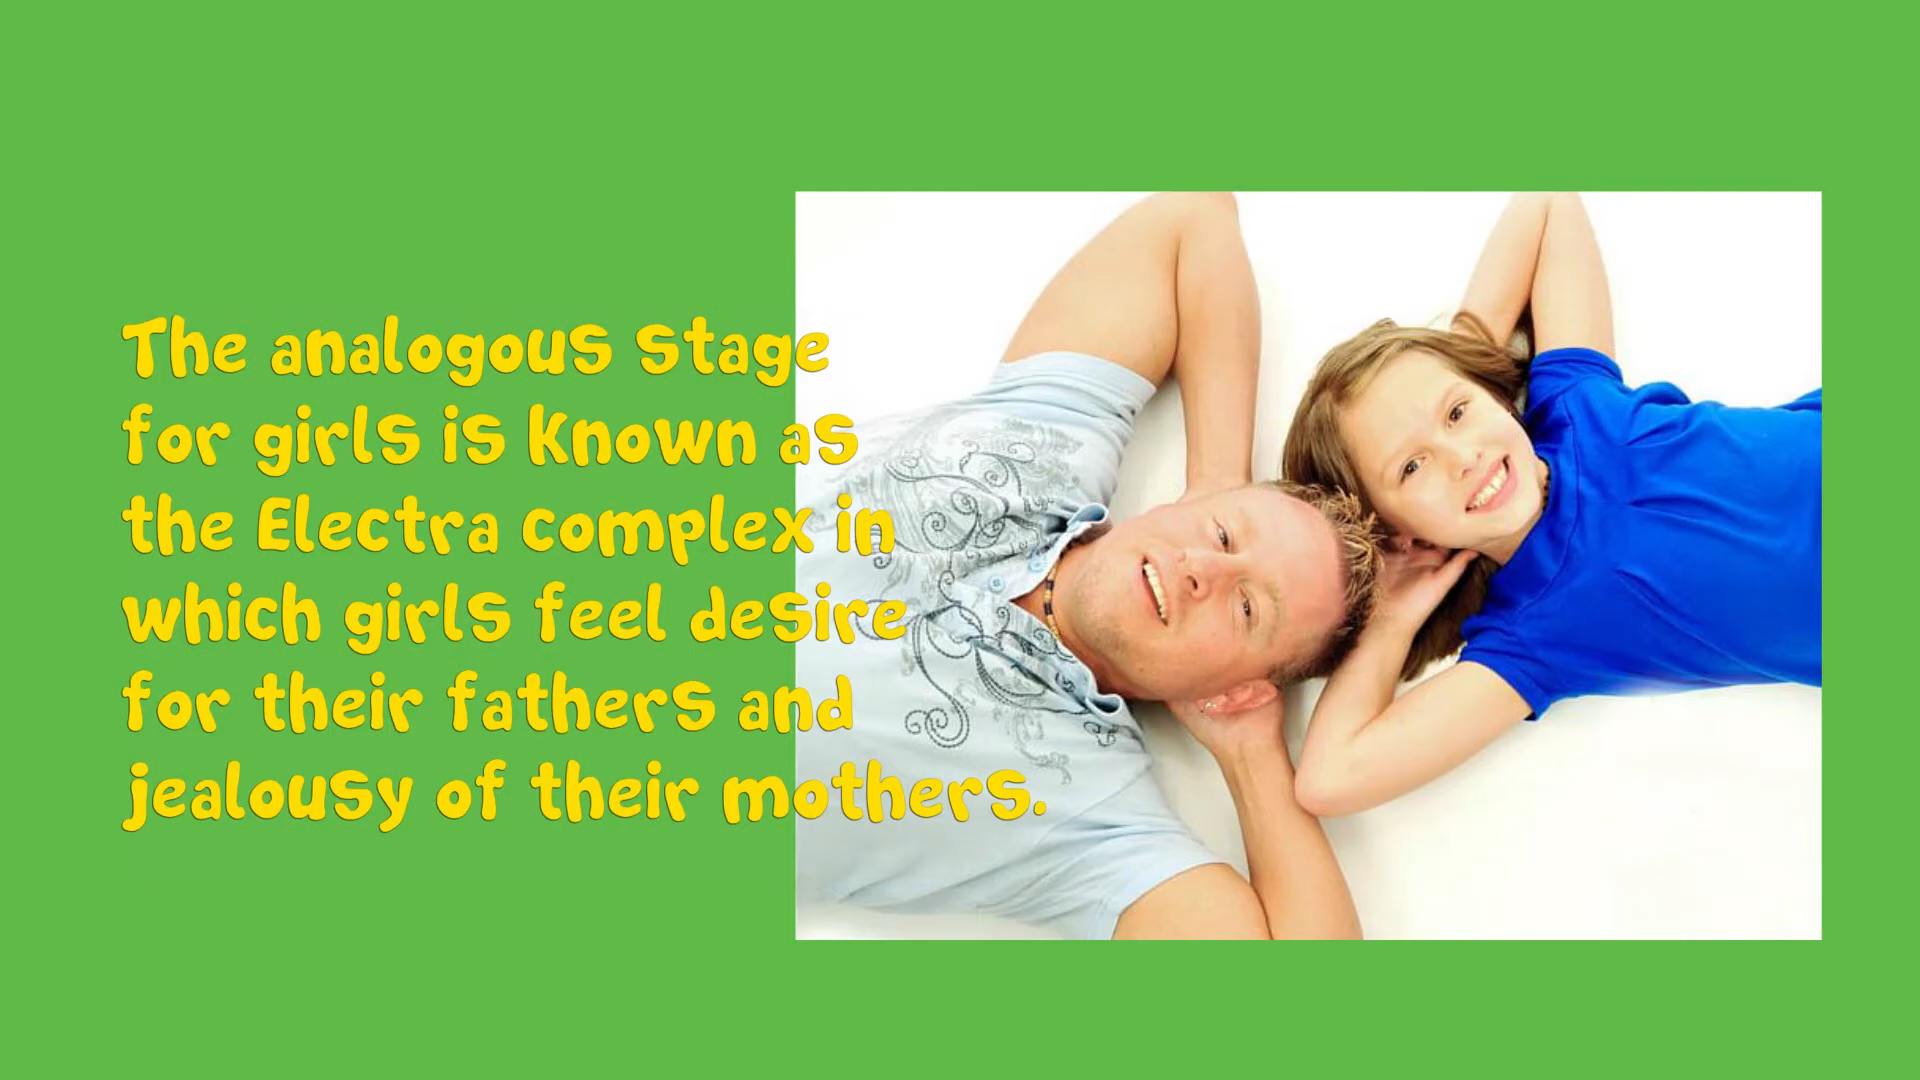 The analogous stage
for girls is known as
the Electra complex in
which girls feel desire
for their fathers and
jealousy of their mothers.